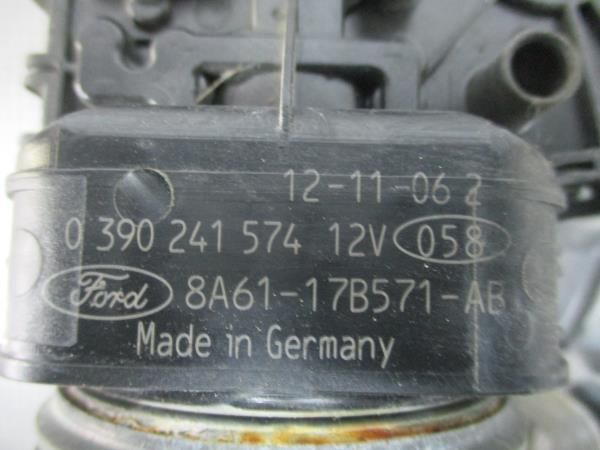 12-11-06 2
0 390 241 574 12V 058
Ford 8A61-17B571-AB
Made in Germany